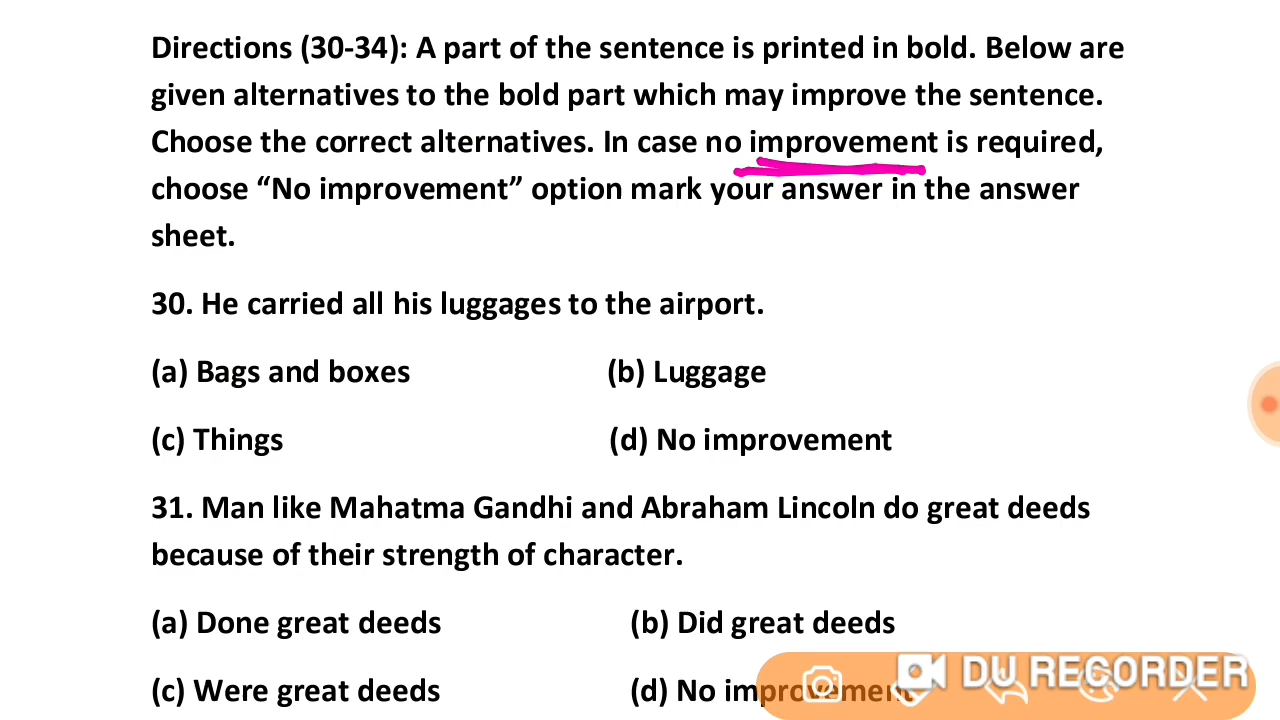 Directions (30-34): A part of the sentence is printed in bold. Below are
given alternatives to the bold part which may improve the sentence.
Choose the correct alternatives. In case no improvement is required,
choose “No improvement” option mark your answer in the answer
sheet.
30. He carried all his luggages to the airport.
(a) Bags and boxes (b) Luggage
(c) Things (d) No improvement
31. Man like Mahatma Gandhi and Abraham Lincoln do great deeds
because of their strength of character.
(a) Done great deeds (b) Did great deeds
(c) Were great deeds (d) No improvement
DU RECORDER